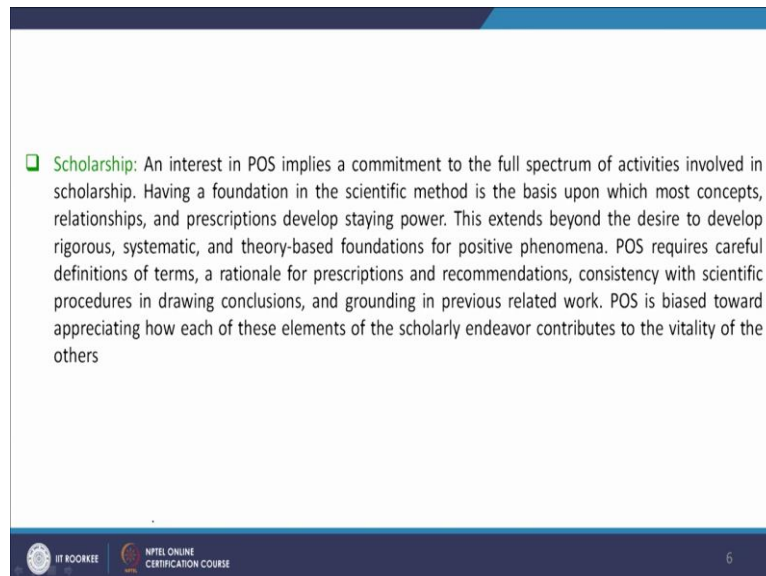 Scholarship: An interest in POS implies a commitment to the full spectrum of activities involved in
scholarship. Having a foundation in the scientific method is the basis upon which most concepts,
relationships, and prescriptions develop staying power. This extends beyond the desire to develop
rigorous, systematic, and theory-based foundations for positive phenomena. POS requires careful
definitions of terms, a rationale for prescriptions and recommendations, consistency with scientific
procedures in drawing conclusions, and grounding in previous related work. POS is biased toward
appreciating how each of these elements of the scholarly endeavor contributes to the vitality of the
others
IIT ROORKEE
NPTEL ONLINE
CERTIFICATION COURSE
6